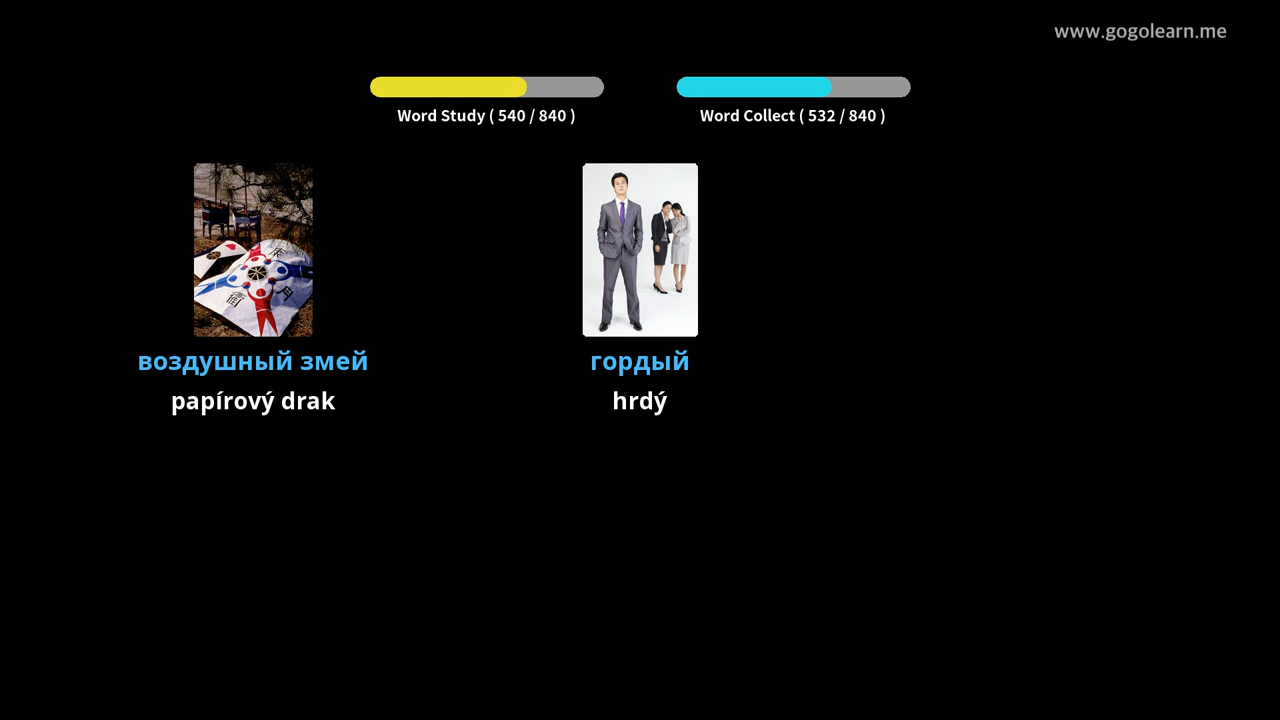 www.gogolearn.me
Word Study ( 540 / 840 )
Word Collect ( 532 / 840 )
воздушный змей
papírový drak
гордый
hrdý